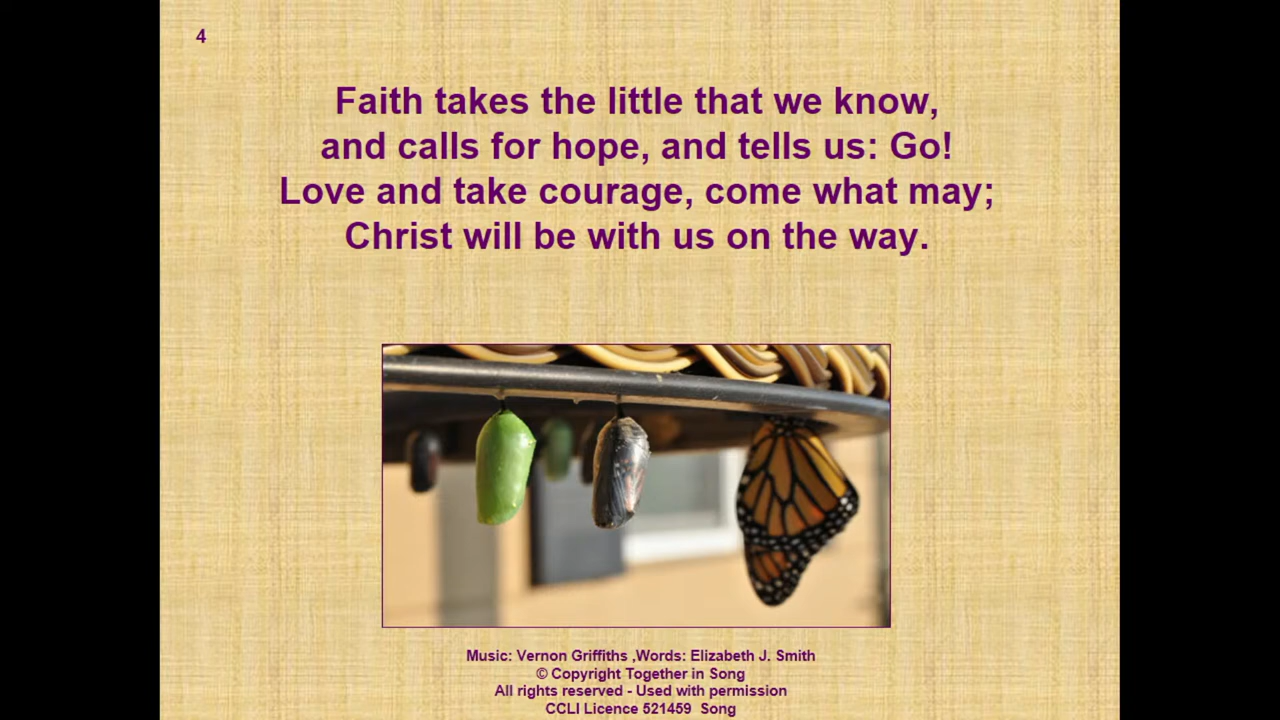 4
Faith takes the little that we know,
and calls for hope, and tells us: Go!
Love and take courage, come what may;
Christ will be with us on the way.
Music: Vernon Griffiths ,Words: Elizabeth J. Smith
© Copyright Together in Song
All rights reserved - Used with permission
CCLI Licence 521459  Song